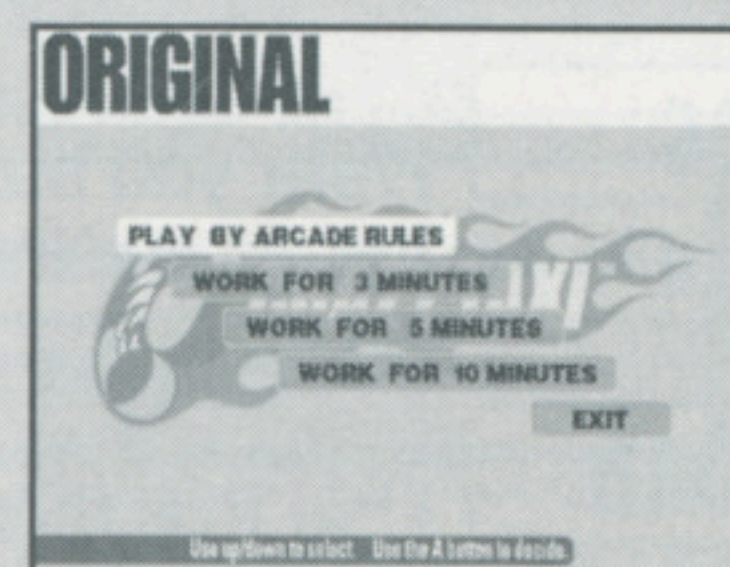 ORIGINAL
PLAY BY ARCADE RULES
WORK FOR 3 MINUTES
WORK FOR 5 MINUTES
WORK FOR 10 MINUTES
EXIT
Use up/down to select. Use the A button to decide.